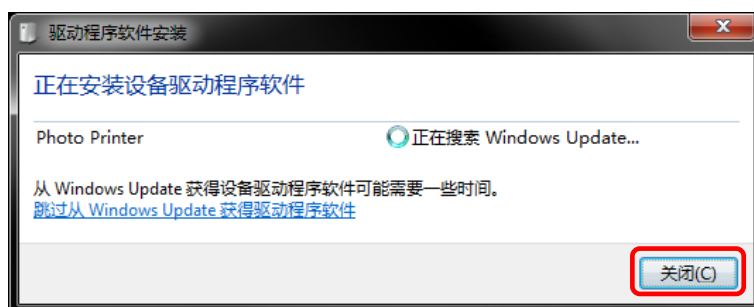 驱动程序软件安装
正在安装设备驱动程序软件
Photo Printer 正在搜索 Windows Update...
从 Windows Update 获得设备驱动程序软件可能需要一些时间。
跳过从 Windows Update 获得驱动程序软件
关闭(C)